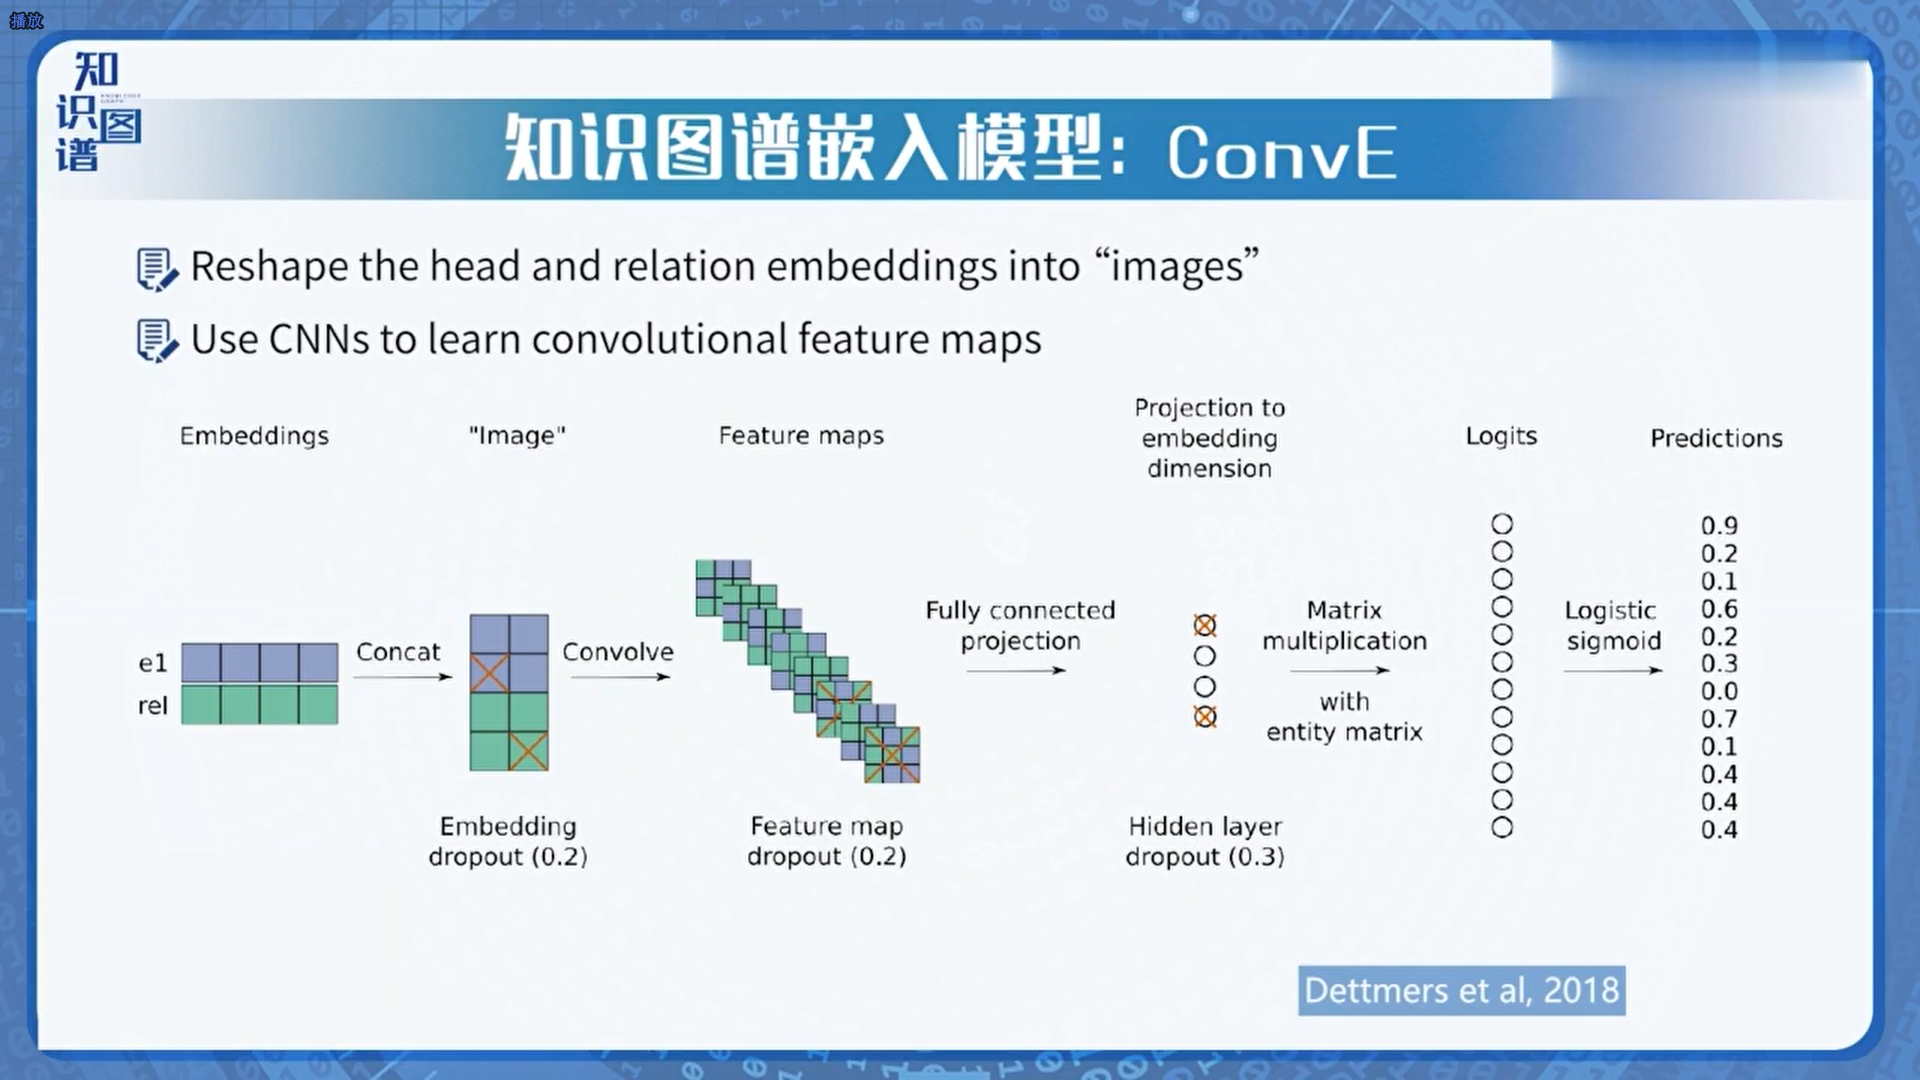 播放
知
识图
谱
KNOWLEDGE
GRAPH
知识图谱嵌入模型: ConvE
Reshape the head and relation embeddings into “images”
Use CNNs to learn convolutional feature maps
Embeddings
"Image"
Feature maps
Projection to
embedding
dimension
Logits
Predictions
e1
rel
Concat
Convolve
Fully connected
projection
Matrix
multiplication
with
entity matrix
Logistic
sigmoid
0.9
0.2
0.1
0.6
0.2
0.3
0.0
0.7
0.1
0.4
0.4
0.4
Embedding
dropout (0.2)
Feature map
dropout (0.2)
Hidden layer
dropout (0.3)
Dettmers et al, 2018